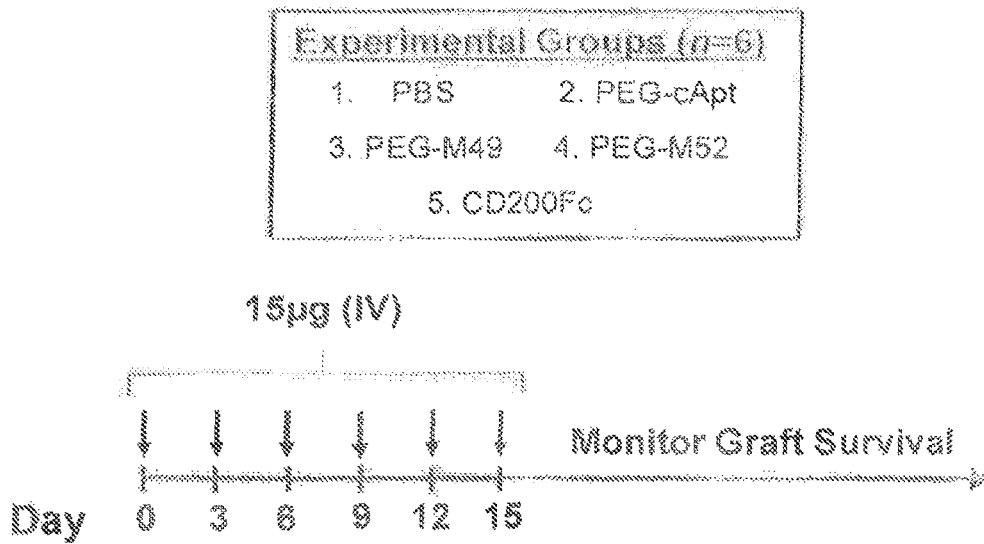 Experimental Groups (n=6)
1. PBS 2. PEG-cApt
3. PEG-M49 4. PEG-M52
5. CD200Fc
15µg (IV)
Monitor Graft Survival
Day 0 3 6 9 12 15